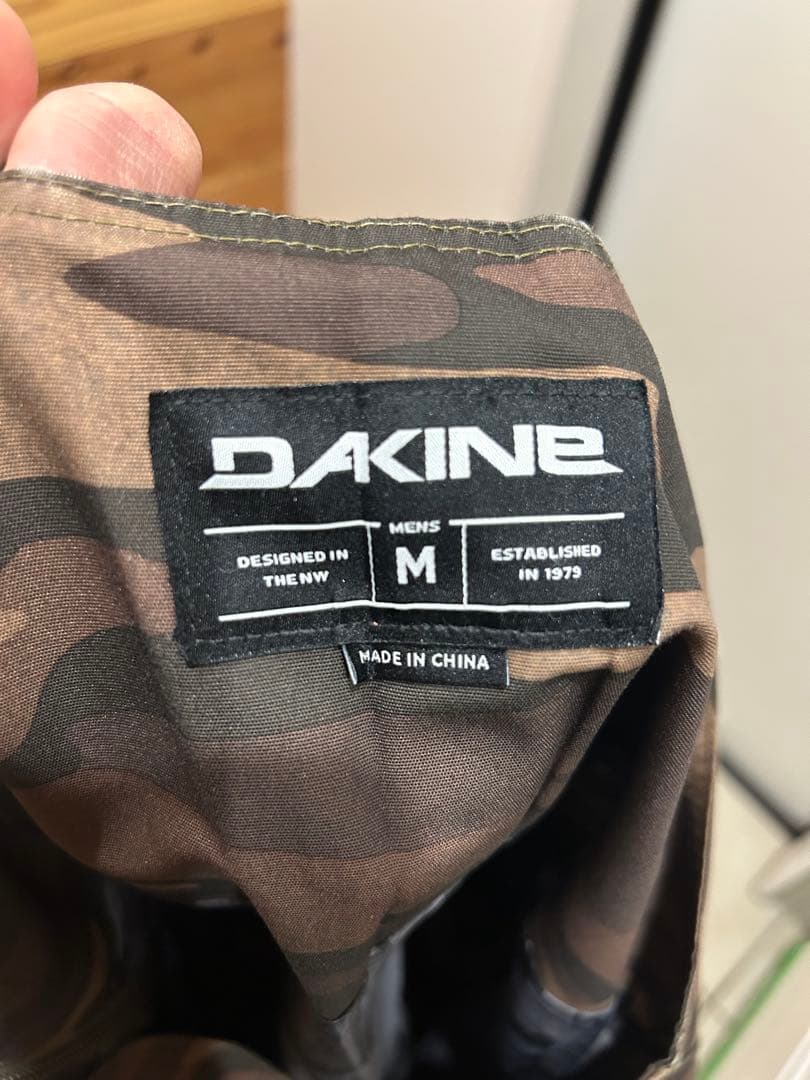 DAKINE
MENS
DESIGNED IN
THE NW
M
ESTABLISHED
IN 1979
MADE IN CHINA